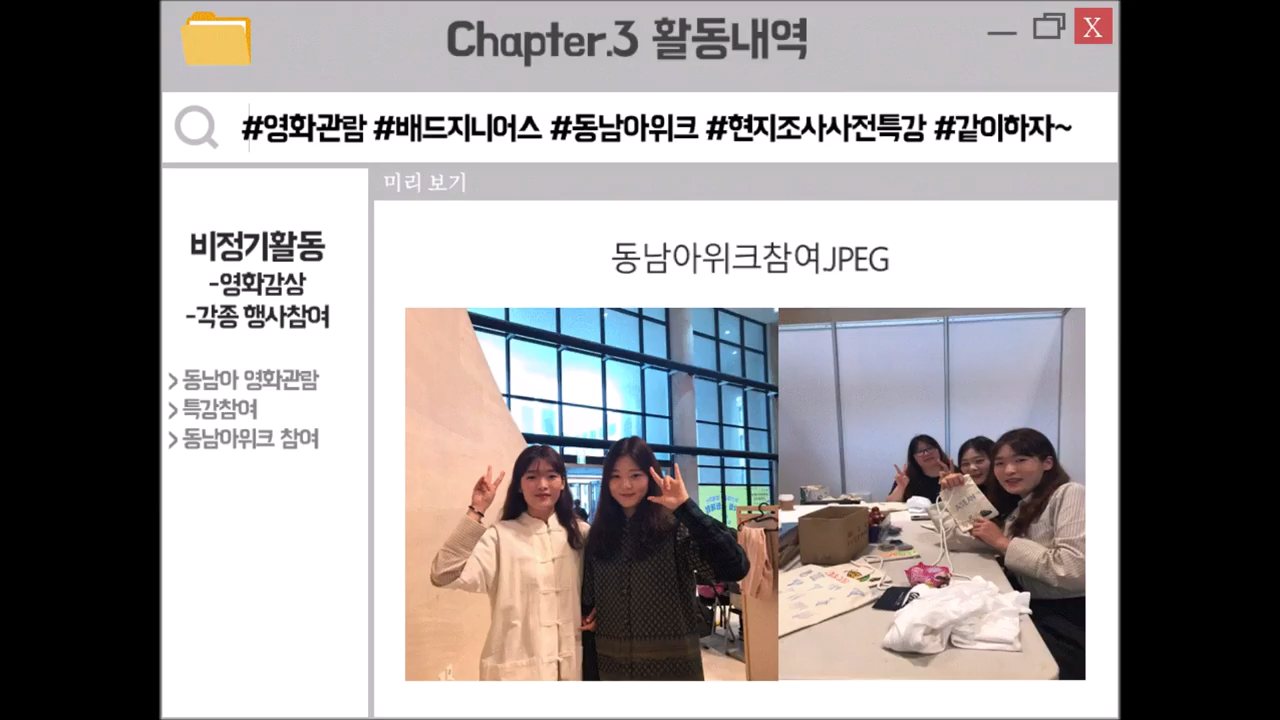 Chapter.3 활동내역
X
#영화관람 #배드지니어스 #동남아위크 #현지조사사전특강 #같이하자~
미리 보기
비정기활동
-영화감상
-각종 행사참여
> 동남아 영화관람
> 특강참여
> 동남아위크 참여
동남아위크참여.JPEG